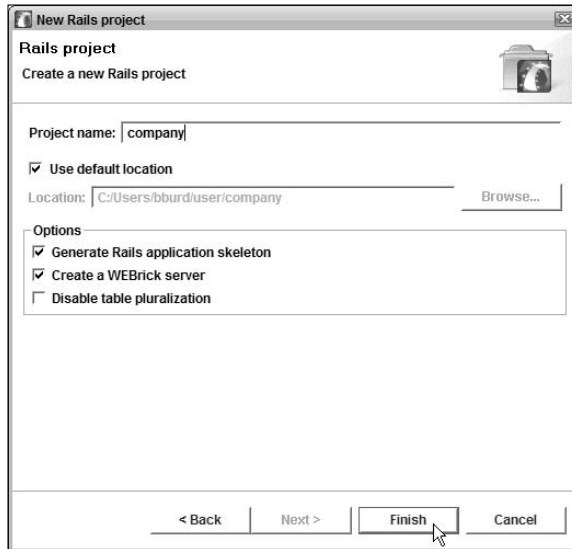 New Rails project
Rails project
Create a new Rails project
Project name: company
Use default location
Location: C:/Users/bburd/user/company Browse...
Options
Generate Rails application skeleton
Create a WEBrick server
Disable table pluralization
< Back Next > Finish Cancel